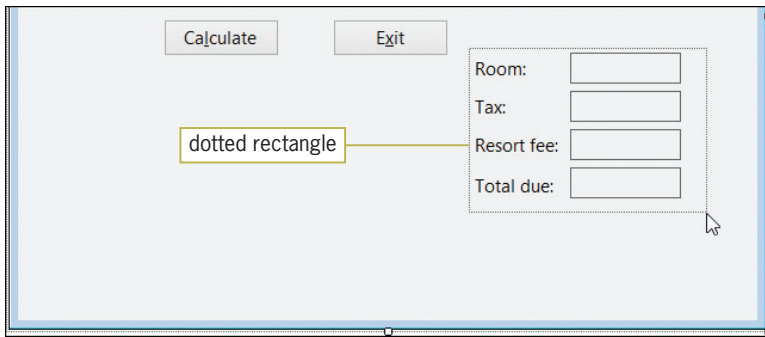 Calculate
Exit
Room:
Tax:
dotted rectangle
Resort fee:
Total due: